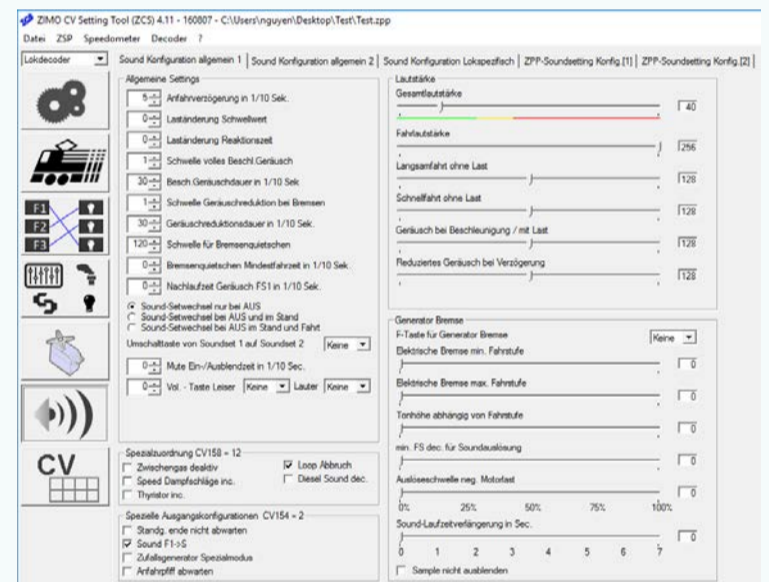 ZIMO CV Setting Tool (ZCS) 4.11 - 160807 - C:\Users\nguyen\Desktop\Test\Test.zpp
Datei ZSP Speedometer Decoder ?
Lokdecoder
Sound Konfiguration allgemein 1 Sound Konfiguration allgemein 2 Sound Konfiguration Lokspezifisch ZPP-Soundsetting Konfig.[1] ZPP-Soundsetting Konfig.[2]
F1
F2
F3
CV
Allgemeine Settings
5 Anfahrverzögerung in 1/10 Sek.
0 Laständerung Schwellwert
0 Laständerung Reaktionszeit
1 Schwelle volles Beschl.Geräusch
30 Besch.Geräuschdauer in 1/10 Sek
1 Schwelle Geräuschreduktion bei Bremsen
30 Geräuschreduktionsdauer in 1/10 Sek.
120 Schwelle für Bremsenquietschen
0 Bremsenquietschen Mindestfahrzeit in 1/10 Sek.
0 Nachlaufzeit Geräusch FS1 in 1/10 Sek.
Sound-Setwechsel nur bei AUS
Sound-Setwechsel bei AUS und im Stand
Sound-Setwechsel bei AUS im Stand und Fahrt
Umschalttaste von Soundset 1 auf Soundset 2 Keine
0 Mute Ein-/Ausblendzeit in 1/10 Sec.
0 Vol. - Taste Leiser Keine Lauter Keine
Spezialzuordnung CV158 = 12
Zwischengas deaktiv Loop Abbruch
Speed Dampfschläge inc. Diesel Sound dec.
Thyristor inc.
Spezielle Ausgangskonfigurationen CV154 = 2
Standg. ende nicht abwarten
Sound F1->S
Zufallsgenerator Spezialmodus
Anfahrpfiff abwarten
Lautstärke
Gesamtlautstärke
40
Fahrlautstärke
256
Langsamfahrt ohne Last
128
Schnellfahrt ohne Last
128
Geräusch bei Beschleunigung / mit Last
128
Reduziertes Geräusch bei Verzögerung
128
Generator Bremse
F-Taste für Generator Bremse Keine
Elektrische Bremse min. Fahrstufe
0
Elektrische Bremse max. Fahrstufe
0
Tonhöhe abhängig von Fahrstufe
0
min. FS dec. für Soundauslösung
0
Auslöseschwelle neg. Motorlast
0
0% 25% 50% 75% 100%
Sound-Laufzeitverlängerung in Sec.
0
0 1 2 3 4 5 6 7
Sample nicht ausblenden